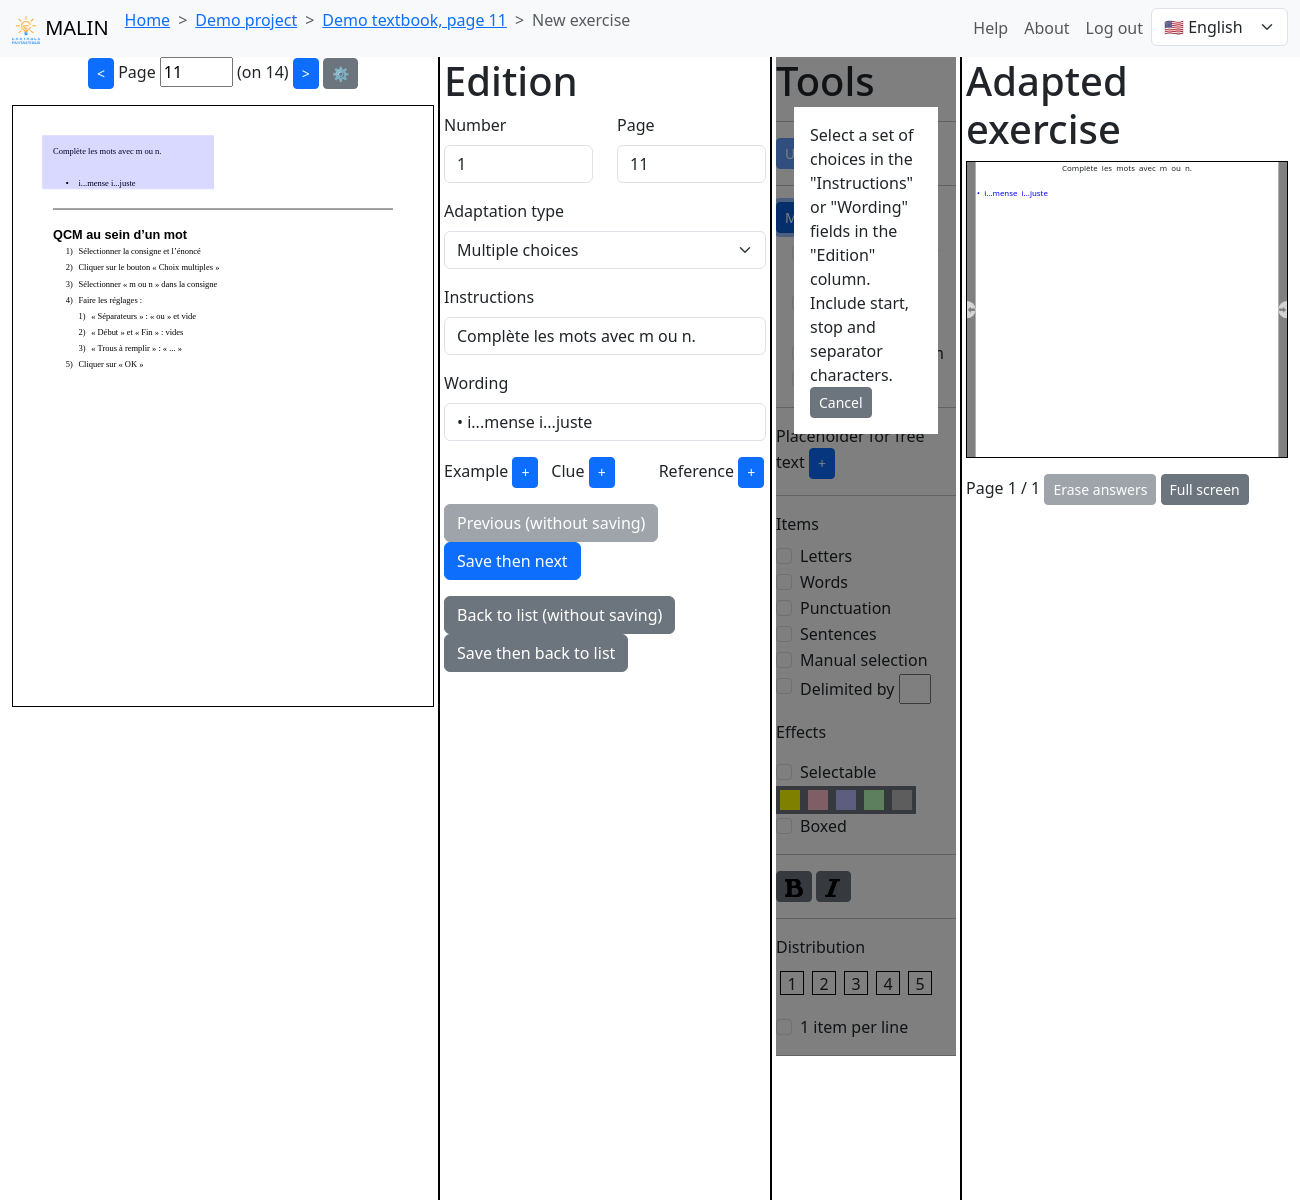 MALIN
Home > Demo project > Demo textbook, page 11 > New exercise
Help About Log out 🇺🇸 English
< Page 11 (on 14) > ⚙️
Complète les mots avec m ou n.
• i...mense i...juste
QCM au sein d’un mot
1) Sélectionner la consigne et l’énoncé
2) Cliquer sur le bouton « Choix multiples »
3) Sélectionner « m ou n » dans la consigne
4) Faire les réglages :
1) « Séparateurs » : « ou » et vide
2) « Début » et « Fin » : vides
3) « Trous à remplir » : « ... »
5) Cliquer sur « OK »
Edition
Number Page
1 11
Adaptation type
Multiple choices
Instructions
Complète les mots avec m ou n.
Wording
• i...mense i...juste
Example + Clue + Reference +
Previous (without saving)
Save then next
Back to list (without saving)
Save then back to list
Tools
Select a set of
choices in the
"Instructions"
or "Wording"
fields in the
"Edition"
column.
Include start,
stop and
separator
characters.
Cancel
Placeholder for free
text +
Items
Letters
Words
Punctuation
Sentences
Manual selection
Delimited by
Effects
Selectable
Boxed
B I
Distribution
1 2 3 4 5
1 item per line
Adapted
exercise
Complète les mots avec m ou n.
• i...mense i...juste
Page 1 / 1 Erase answers Full screen